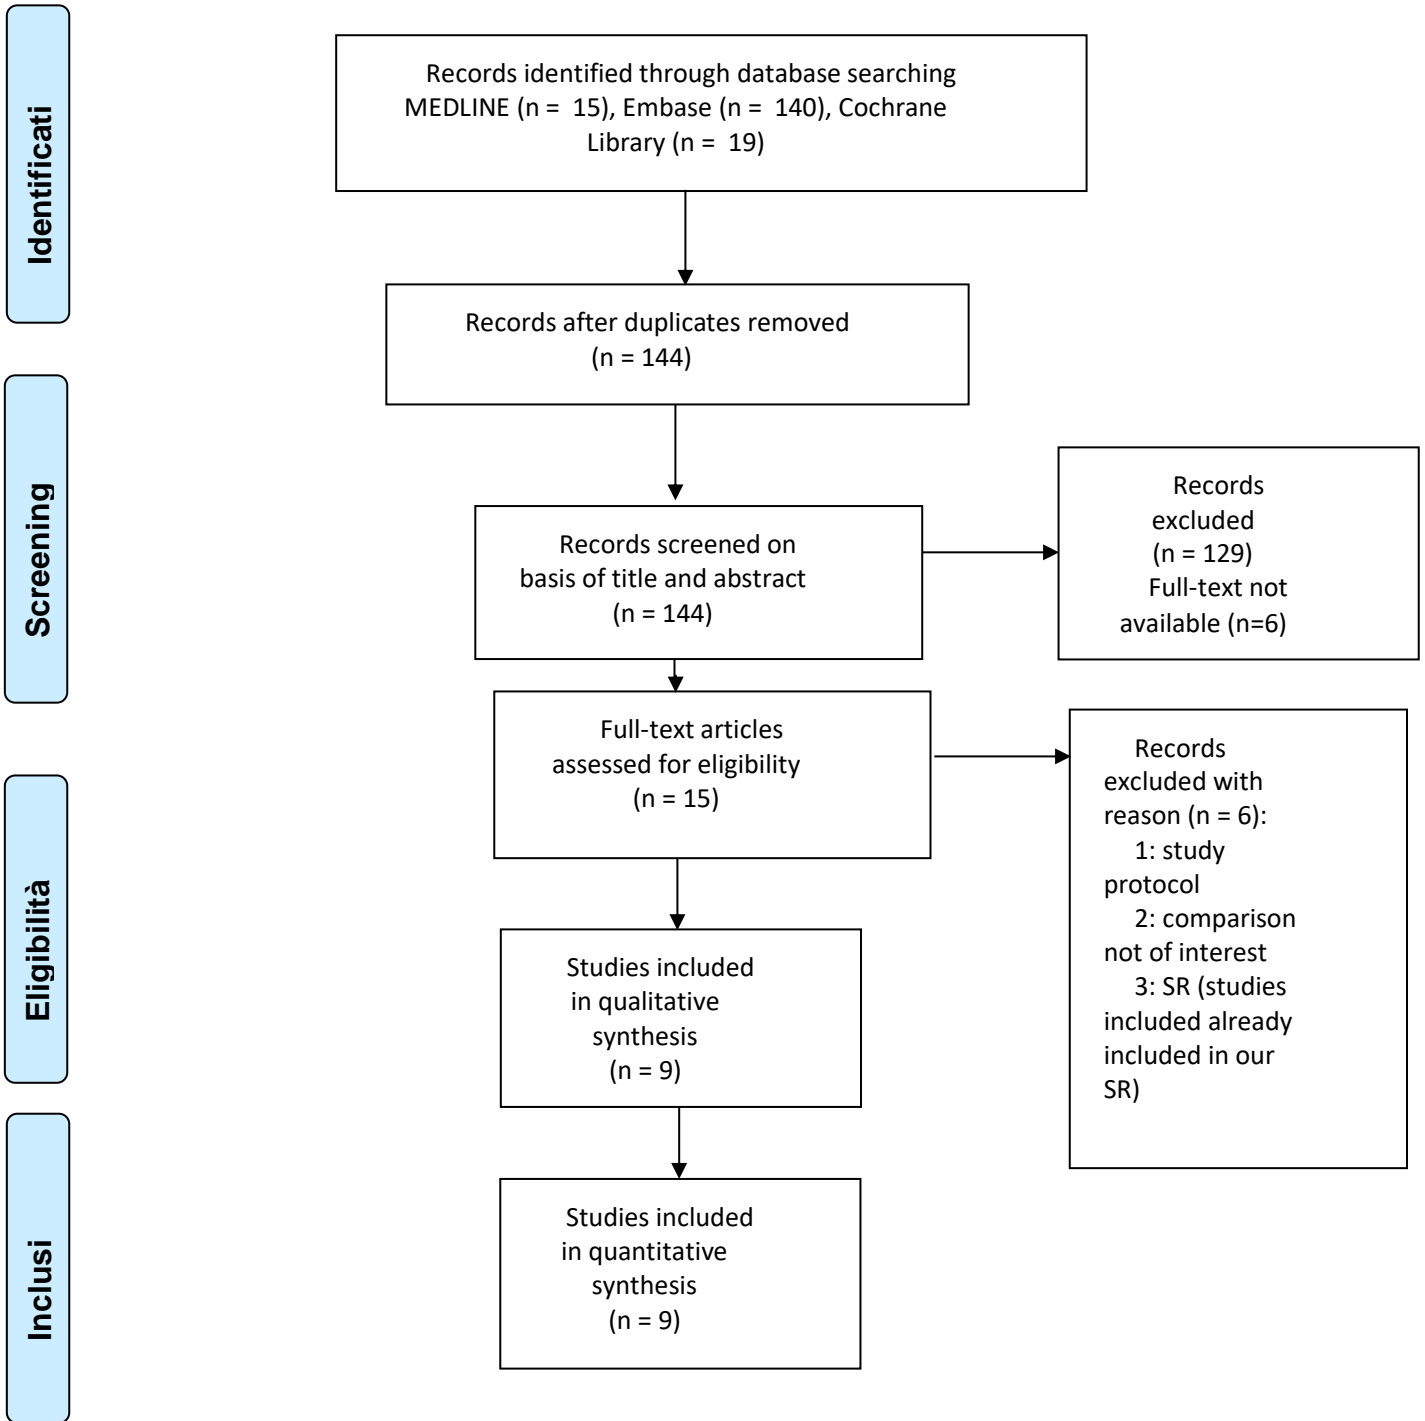 Identificati
Records identified through database searching
MEDLINE (n =  15), Embase (n =  140), Cochrane
Library (n =  19)
Records after duplicates removed
(n = 144)
Screening
Records screened on
basis of title and abstract
(n = 144)
Records
excluded
(n = 129)
Full-text not
available (n=6)
Full-text articles
assessed for eligibility
(n = 15)
Records
excluded with
reason (n = 6):
1: study
protocol
2: comparison
not of interest
3: SR (studies
included already
included in our
SR)
Eligibilità
Studies included
in qualitative
synthesis
(n = 9)
Inclusi
Studies included
in quantitative
synthesis
(n = 9)